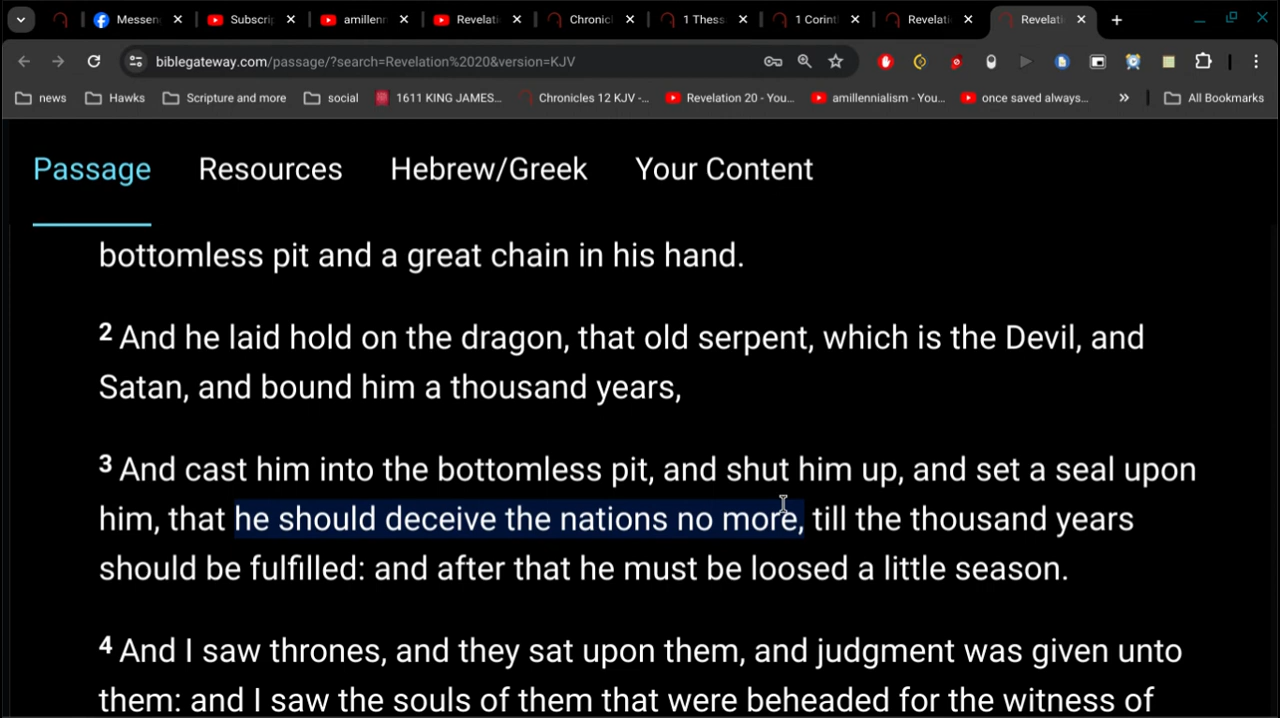 Messen Subscrip amillenn Revelati Chronic 1 Thess 1 Corint Revelati Revelati
biblegateway.com/passage/?search=Revelation%2020&version=KJV
news Hawks Scripture and more social 1611 KING JAMES... Chronicles 12 KJV -... Revelation 20 - You... amillennialism - You... once saved always... » All Bookmarks
Passage Resources Hebrew/Greek Your Content
bottomless pit and a great chain in his hand.
2 And he laid hold on the dragon, that old serpent, which is the Devil, and
Satan, and bound him a thousand years,
3 And cast him into the bottomless pit, and shut him up, and set a seal upon
him, that he should deceive the nations no more, till the thousand years
should be fulfilled: and after that he must be loosed a little season.
4 And I saw thrones, and they sat upon them, and judgment was given unto
them: and I saw the souls of them that were beheaded for the witness of